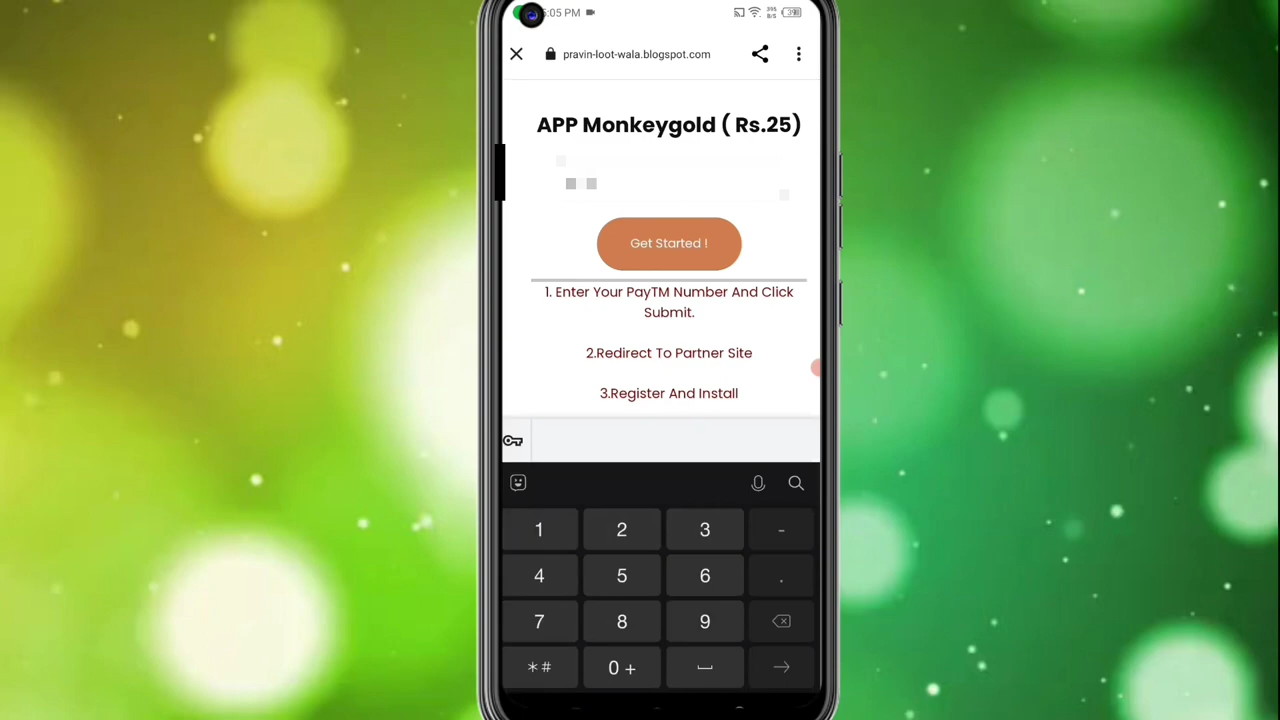 5:05 PM
395
B/S
39
pravin-loot-wala.blogspot.com
APP Monkeygold ( Rs.25)
Get Started !
1. Enter Your PayTM Number And Click
Submit.
2.Redirect To Partner Site
3.Register And Install
1 2 3 -
4 5 6 .
7 8 9
*# 0 +